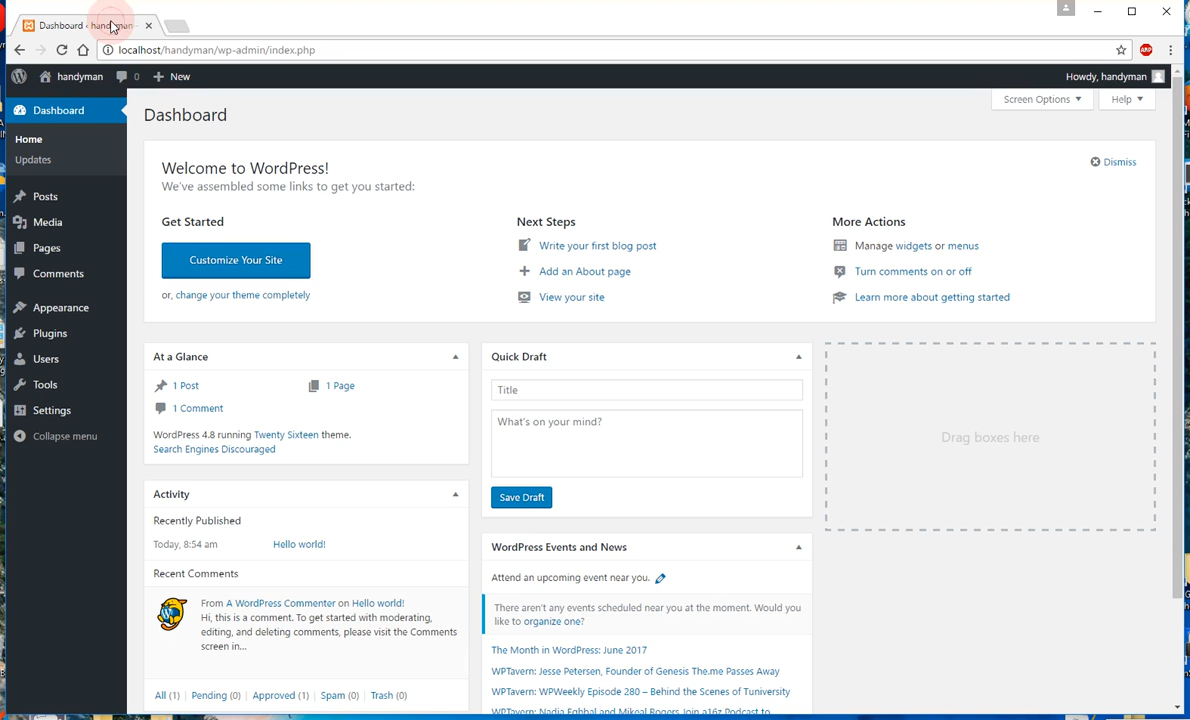 Dashboard ‹ handyman
localhost/handyman/wp-admin/index.php
ABP
handyman 0 New Howdy, handyman
Dashboard
Home
Updates
Posts
Media
Pages
Comments
Appearance
Plugins
Users
Tools
Settings
Collapse menu
Screen Options Help
Dashboard
Welcome to WordPress!
We've assembled some links to get you started:
Dismiss
Get Started
Customize Your Site
or, change your theme completely
Next Steps
Write your first blog post
Add an About page
View your site
More Actions
Manage widgets or menus
Turn comments on or off
Learn more about getting started
At a Glance
1 Post 1 Page
1 Comment
WordPress 4.8 running Twenty Sixteen theme.
Search Engines Discouraged
Activity
Recently Published
Today, 8:54 am Hello world!
Recent Comments
From A WordPress Commenter on Hello world!
Hi, this is a comment. To get started with moderating,
editing, and deleting comments, please visit the Comments
screen in...
All (1) Pending (0) Approved (1) Spam (0) Trash (0)
Quick Draft
Title
What's on your mind?
Save Draft
WordPress Events and News
Attend an upcoming event near you.
There aren't any events scheduled near you at the moment. Would you
like to organize one?
The Month in WordPress: June 2017
WPTavern: Jesse Petersen, Founder of Genesis The.me Passes Away
WPTavern: WPWeekly Episode 280 – Behind the Scenes of Tuniversity
WPTavern: Nadia Eghbal and Mikeal Rogers Join a16z Podcast to
Drag boxes here